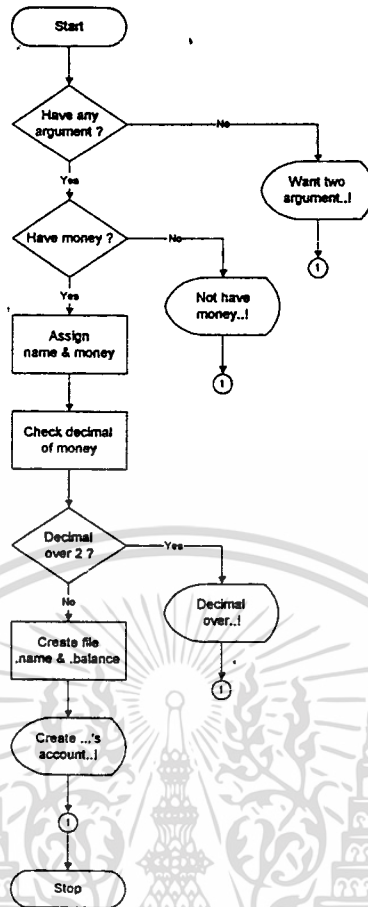 Start
Have any
argument ?
No
Yes
Want two
argument..!
1
Have money ?
No
Yes
Not have
money..!
1
Assign
name & money
Check decimal
of money
Decimal
over 2 ?
Yes
No
Decimal
over..!
1
Create file
.name & .balance
Create ...'s
account..!
1
Stop